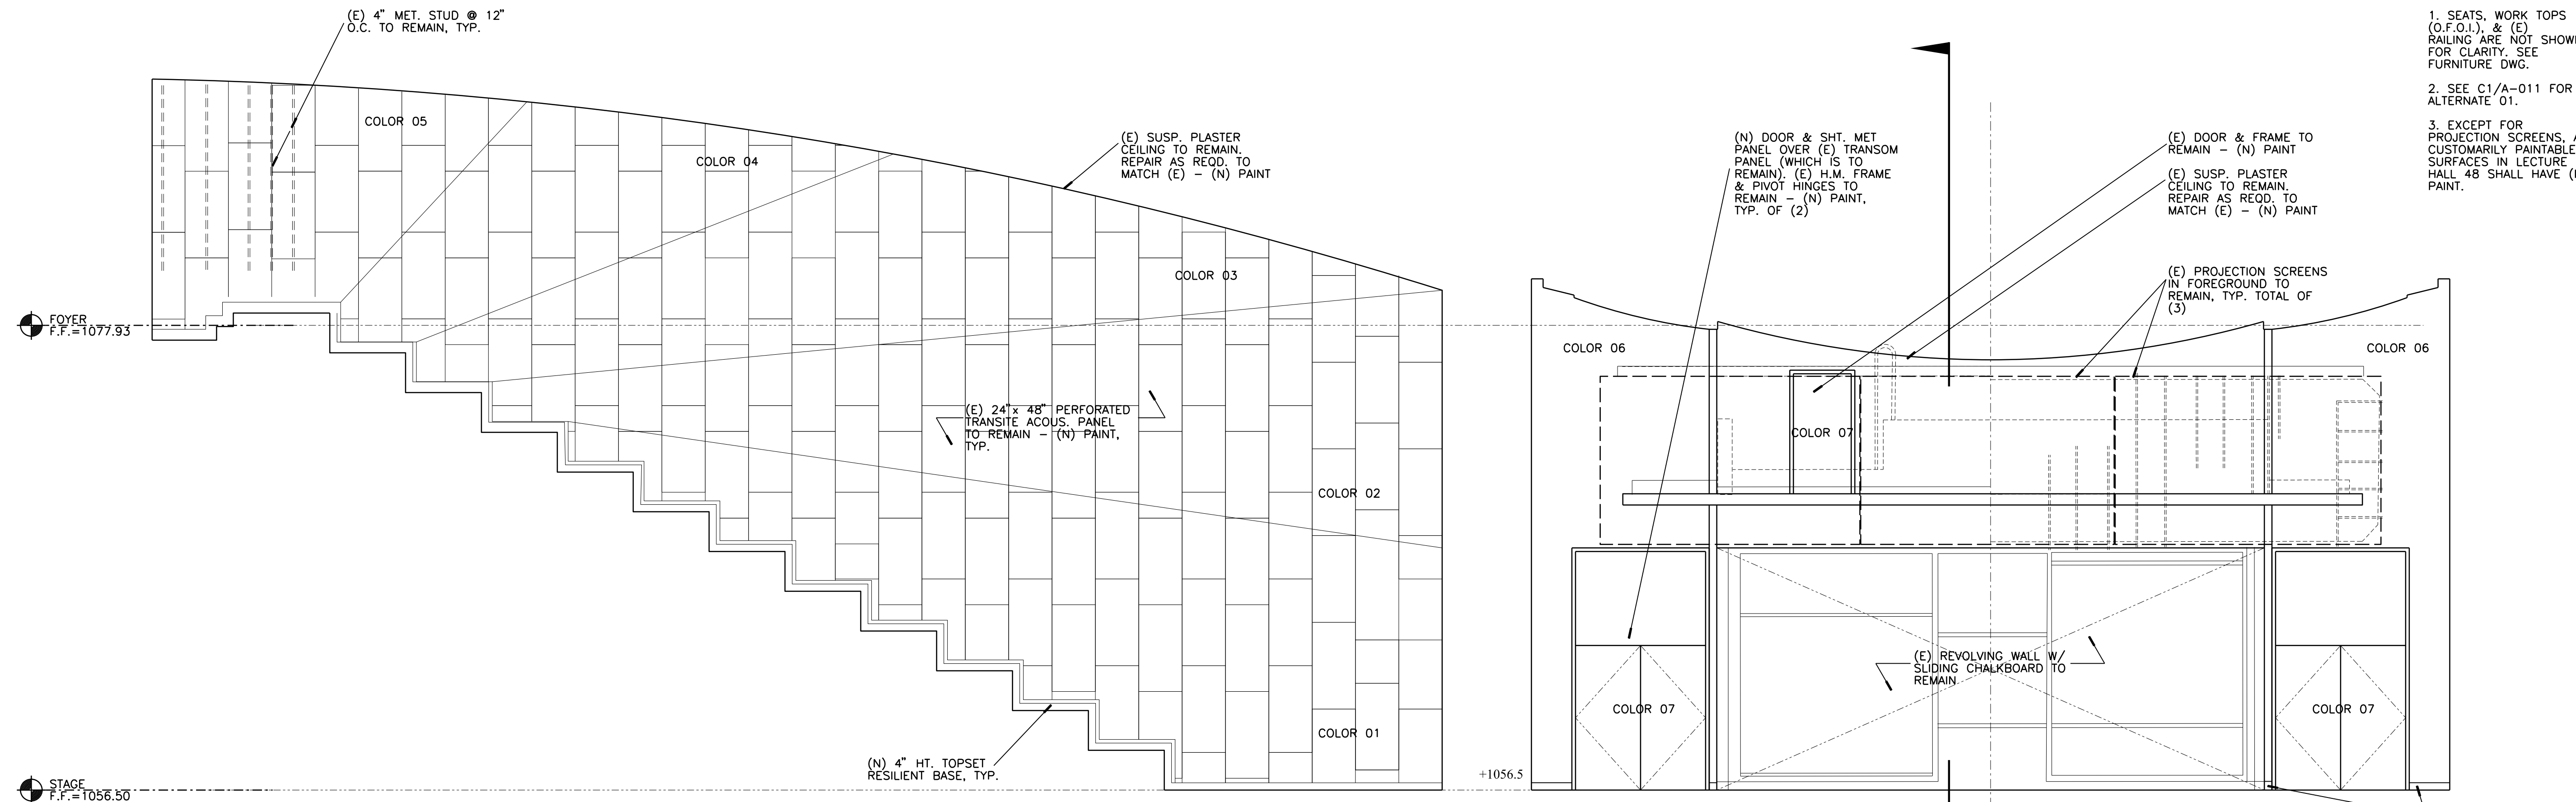 (E) 4" MET. STUD @ 12"
O.C. TO REMAIN, TYP.
COLOR 05
COLOR 04
(E) SUSP. PLASTER
CEILING TO REMAIN.
REPAIR AS REQD. TO
MATCH (E) – (N) PAINT
COLOR 03
FOYER
F.F.=1077.93
(E) 24"x 48" PERFORATED
TRANSITE ACOUS. PANEL
TO REMAIN – (N) PAINT,
TYP.
COLOR 02
COLOR 01
(N) 4" HT. TOPSET
RESILIENT BASE, TYP.
STAGE
F.F.=1056.50
+1056.5
(N) DOOR & SHT. MET
PANEL OVER (E) TRANSOM
PANEL (WHICH IS TO
REMAIN). (E) H.M. FRAME
& PIVOT HINGES TO
REMAIN – (N) PAINT,
TYP. OF (2)
(E) DOOR & FRAME TO
REMAIN – (N) PAINT
(E) SUSP. PLASTER
CEILING TO REMAIN.
REPAIR AS REQD. TO
MATCH (E) – (N) PAINT
(E) PROJECTION SCREENS
IN FOREGROUND TO
REMAIN, TYP. TOTAL OF
(3)
COLOR 06
COLOR 06
COLOR 07
(E) REVOLVING WALL W/
SLIDING CHALKBOARD TO
REMAIN
COLOR 07
COLOR 07
1. SEATS, WORK TOPS
(O.F.O.I.), & (E)
RAILING ARE NOT SHOWN
FOR CLARITY. SEE
FURNITURE DWG.
2. SEE C1/A-011 FOR
ALTERNATE 01.
3. EXCEPT FOR
PROJECTION SCREENS,
CUSTOMARILY PAINTABLE
SURFACES IN LECTURE
HALL 48 SHALL HAVE
PAINT.